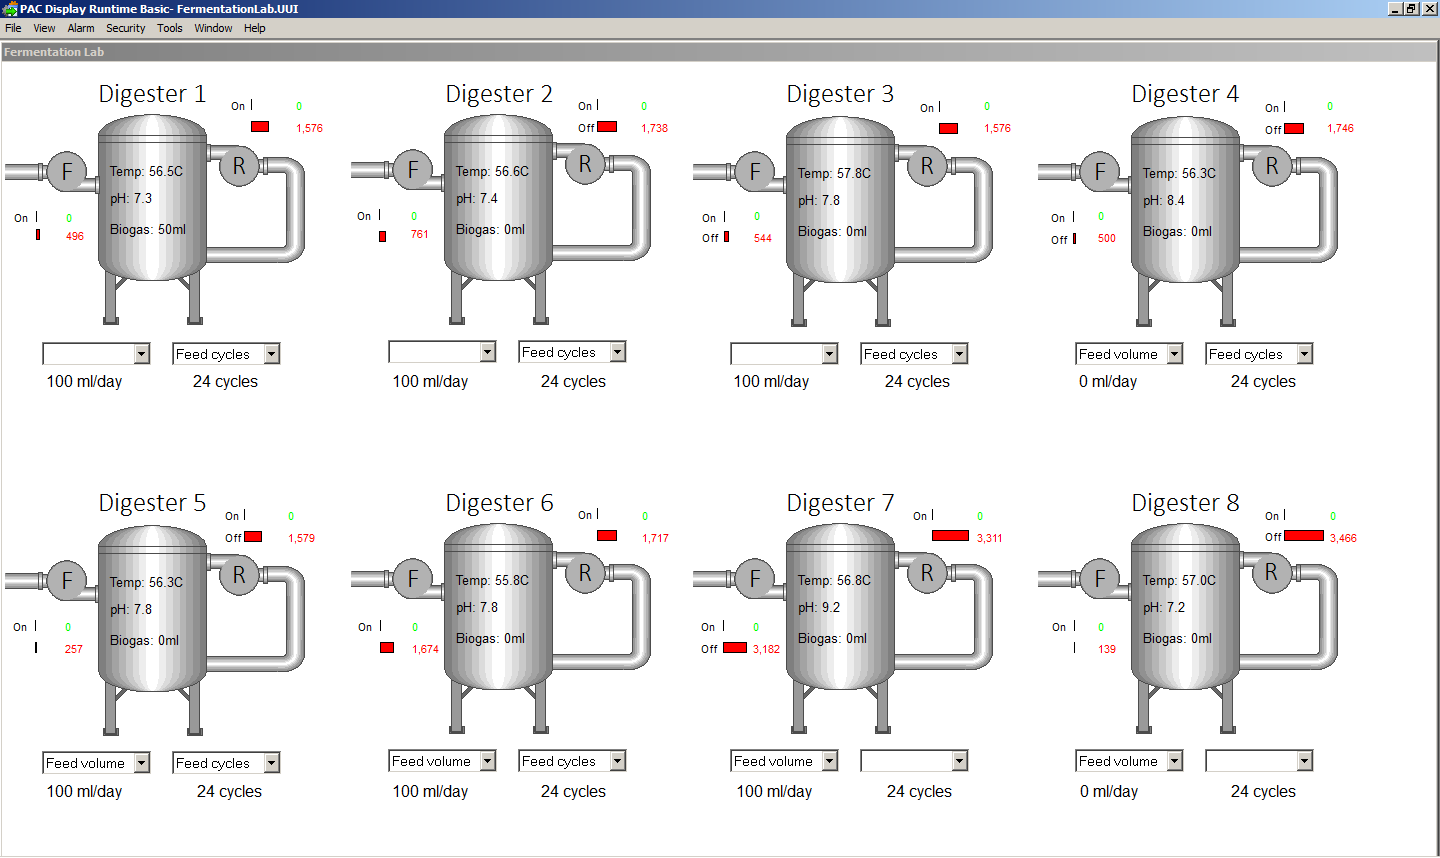 PAC Display Runtime Basic- FermentationLab.UUI
File View Alarm Security Tools Window Help
Fermentation Lab
Digester 1
On 0
1,576
F
R
Temp: 56.5C
pH: 7.3
Biogas: 50ml
On 0
496
Feed cycles
100 ml/day 24 cycles
Digester 2
On 0
Off 1,738
F
R
Temp: 56.6C
pH: 7.4
Biogas: 0ml
On 0
761
Feed cycles
100 ml/day 24 cycles
Digester 3
On 0
1,576
F
R
Temp: 57.8C
pH: 7.8
Biogas: 0ml
On 0
Off 544
Feed cycles
100 ml/day 24 cycles
Digester 4
On 0
Off 1,746
F
R
Temp: 56.3C
pH: 8.4
Biogas: 0ml
On 0
Off 500
Feed volume Feed cycles
0 ml/day 24 cycles
Digester 5
On 0
Off 1,579
F
R
Temp: 56.3C
pH: 7.8
Biogas: 0ml
On 0
257
Feed volume Feed cycles
100 ml/day 24 cycles
Digester 6
On 0
1,717
F
R
Temp: 55.8C
pH: 7.8
Biogas: 0ml
On 0
1,674
Feed volume Feed cycles
100 ml/day 24 cycles
Digester 7
On 0
3,311
F
R
Temp: 56.8C
pH: 9.2
Biogas: 0ml
On 0
Off 3,182
Feed volume
100 ml/day 24 cycles
Digester 8
On 0
Off 3,466
F
R
Temp: 57.0C
pH: 7.2
Biogas: 0ml
On 0
139
Feed volume
0 ml/day 24 cycles